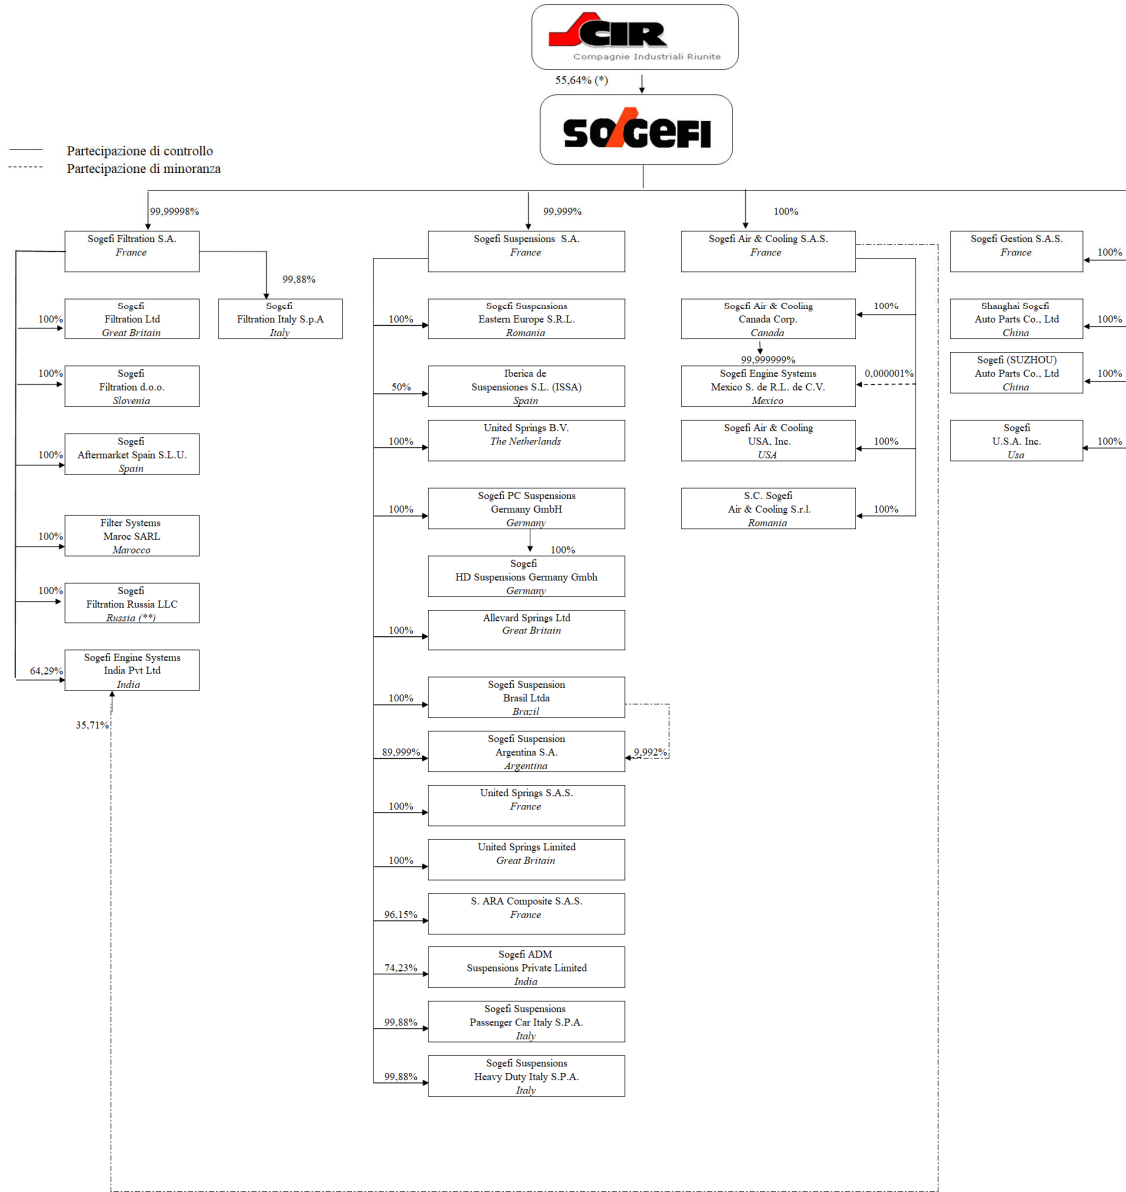 CIR
Compagnie Industriali Riunite
55,64% (*)
SOGEFI
Partecipazione di controllo
Partecipazione di minoranza
99,99998%
99,999%
100%
Sogefi Filtration S.A.
France
Sogefi Suspensions S.A.
France
Sogefi Air & Cooling S.A.S.
France
Sogefi Gestion S.A.S.
France
100%
99,88%
100%
Sogefi
Filtration Ltd
Great Britain
Sogefi
Filtration Italy S.p.A
Italy
100%
Sogefi Suspensions
Eastern Europe S.R.L.
Romania
Sogefi Air & Cooling
Canada Corp.
Canada
100%
Shanghai Sogefi
Auto Parts Co., Ltd
China
100%
99,999999%
100%
Sogefi
Filtration d.o.o.
Slovenia
50%
Iberica de
Suspensiones S.L. (ISSA)
Spain
Sogefi Engine Systems
Mexico S. de R.L. de C.V.
Mexico
0,000001%
Sogefi (SUZHOU)
Auto Parts Co., Ltd
China
100%
100%
Sogefi
Aftermarket Spain S.L.U.
Spain
100%
United Springs B.V.
The Netherlands
Sogefi Air & Cooling
USA, Inc.
USA
100%
Sogefi
U.S.A. Inc.
Usa
100%
100%
Filter Systems
Maroc SARL
Marocco
100%
Sogefi PC Suspensions
Germany GmbH
Germany
S.C. Sogefi
Air & Cooling S.r.l.
Romania
100%
100%
100%
Sogefi
Filtration Russia LLC
Russia (**)
Sogefi
HD Suspensions Germany Gmbh
Germany
64,29%
Sogefi Engine Systems
India Pvt Ltd
India
35,71%
100%
Allevard Springs Ltd
Great Britain
100%
Sogefi Suspension
Brasil Ltda
Brazil
89,999%
Sogefi Suspension
Argentina S.A.
Argentina
9,992%
100%
United Springs S.A.S.
France
100%
United Springs Limited
Great Britain
96,15%
S. ARA Composite S.A.S.
France
74,23%
Sogefi ADM
Suspensions Private Limited
India
99,88%
Sogefi Suspensions
Passenger Car Italy S.P.A.
Italy
99,88%
Sogefi Suspensions
Heavy Duty Italy S.P.A.
Italy